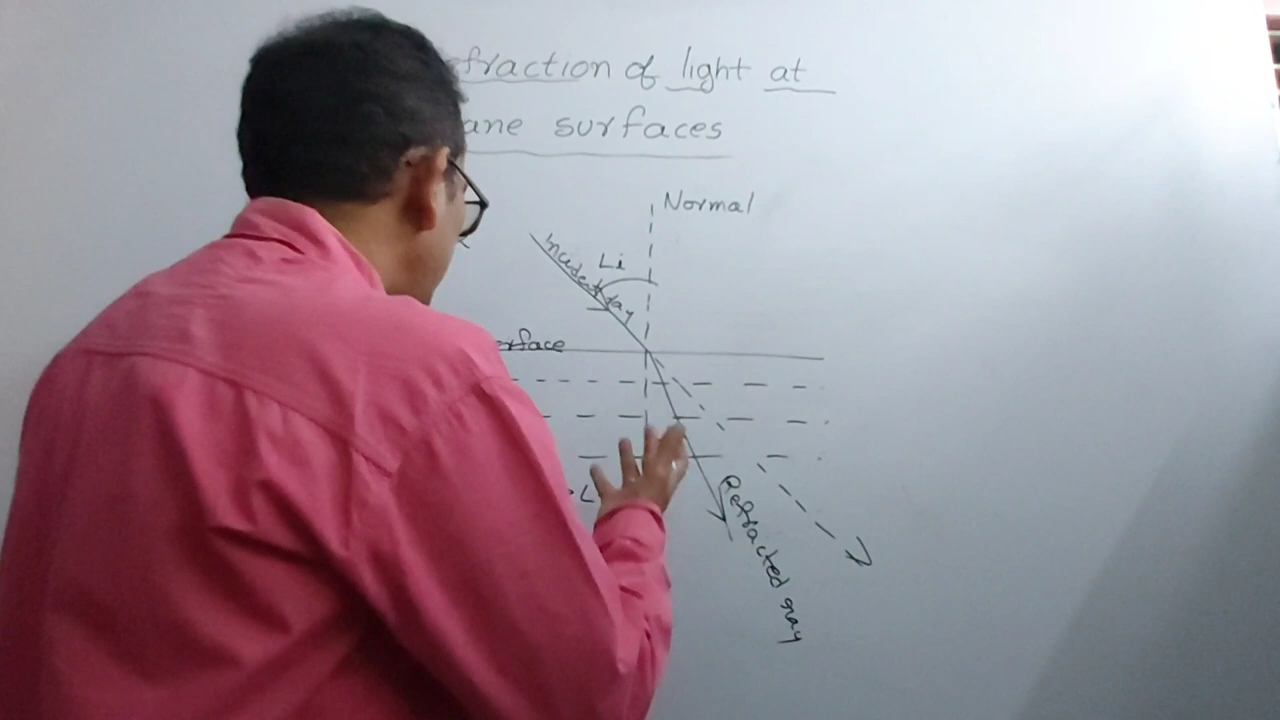 efraction of light at
ane surfaces
Normal
Li
Incident ray
rface
Refracted ray